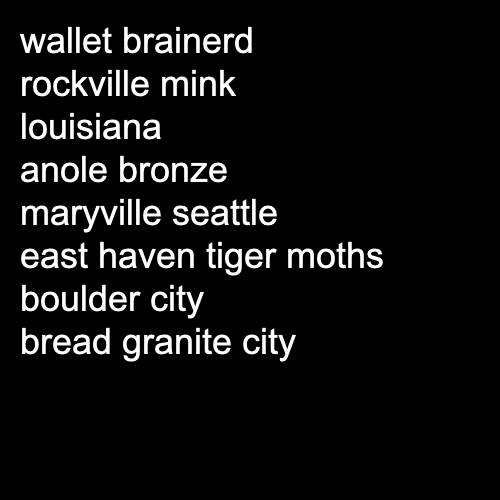 wallet brainerd
rockville mink
louisiana
anole bronze
maryville seattle
east haven tiger moths
boulder city
bread granite city